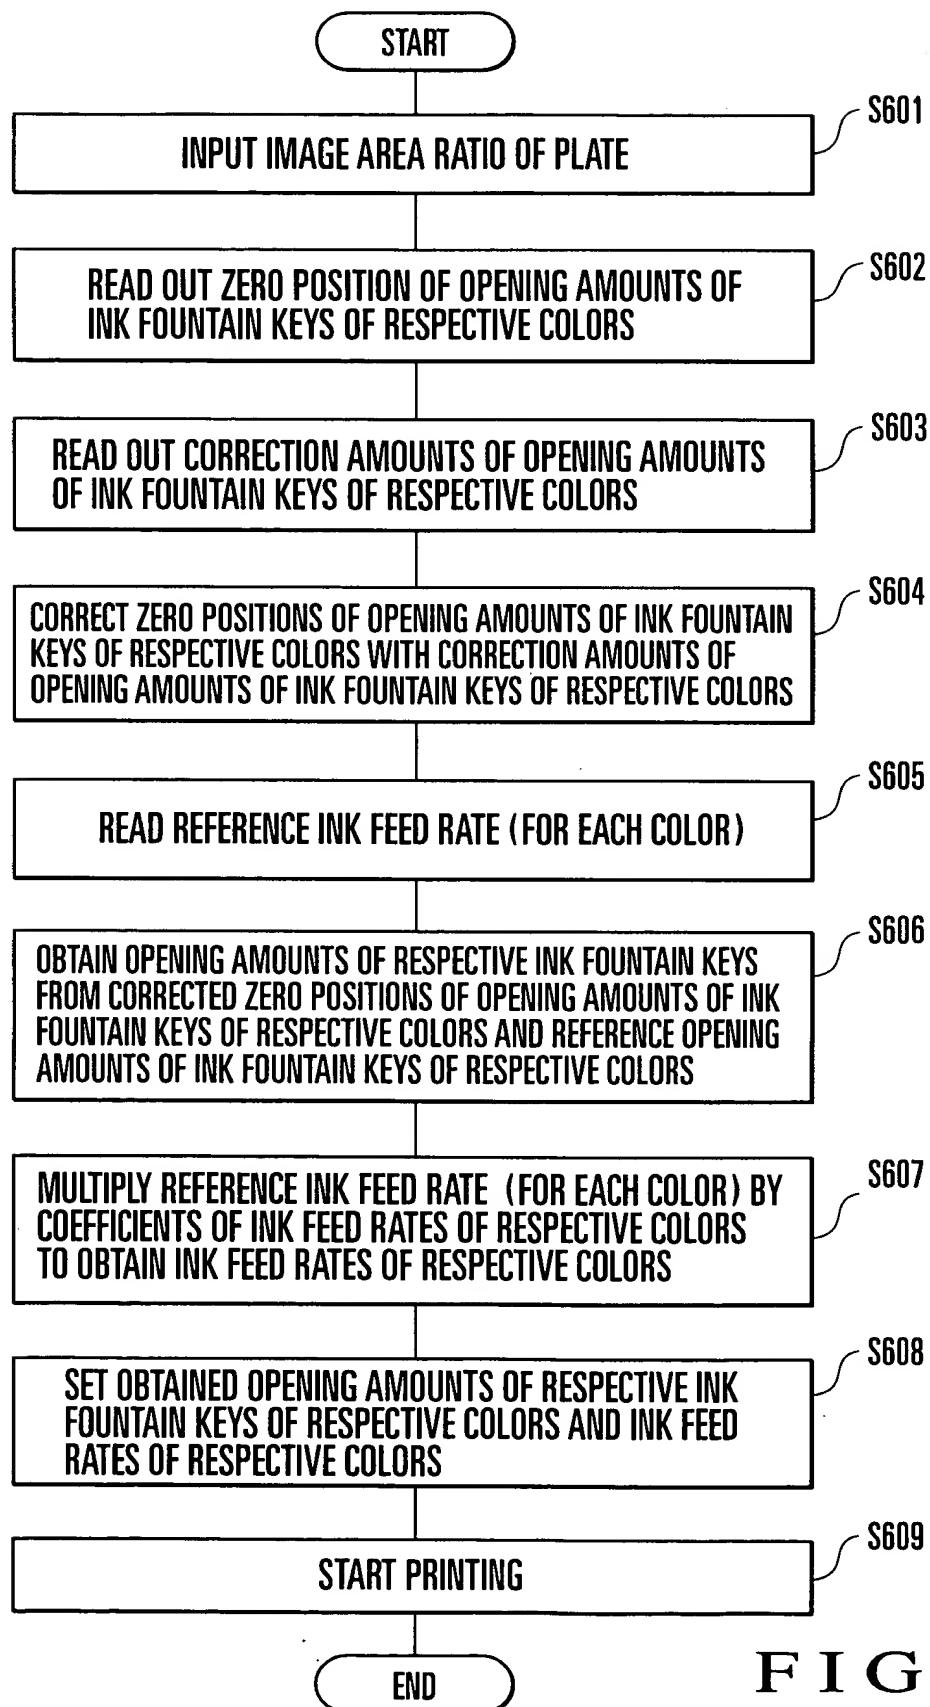 START
S601
INPUT IMAGE AREA RATIO OF PLATE
S602
READ OUT ZERO POSITION OF OPENING AMOUNTS OF
INK FOUNTAIN KEYS OF RESPECTIVE COLORS
S603
READ OUT CORRECTION AMOUNTS OF OPENING AMOUNTS
OF INK FOUNTAIN KEYS OF RESPECTIVE COLORS
S604
CORRECT ZERO POSITIONS OF OPENING AMOUNTS OF INK FOUNTAIN
KEYS OF RESPECTIVE COLORS WITH CORRECTION AMOUNTS OF
OPENING AMOUNTS OF INK FOUNTAIN KEYS OF RESPECTIVE COLORS
S605
READ REFERENCE INK FEED RATE (FOR EACH COLOR)
S606
OBTAIN OPENING AMOUNTS OF RESPECTIVE INK FOUNTAIN KEYS
FROM CORRECTED ZERO POSITIONS OF OPENING AMOUNTS OF INK
FOUNTAIN KEYS OF RESPECTIVE COLORS AND REFERENCE OPENING
AMOUNTS OF INK FOUNTAIN KEYS OF RESPECTIVE COLORS
S607
MULTIPLY REFERENCE INK FEED RATE (FOR EACH COLOR) BY
COEFFICIENTS OF INK FEED RATES OF RESPECTIVE COLORS
TO OBTAIN INK FEED RATES OF RESPECTIVE COLORS
S608
SET OBTAINED OPENING AMOUNTS OF RESPECTIVE INK
FOUNTAIN KEYS OF RESPECTIVE COLORS AND INK FEED
RATES OF RESPECTIVE COLORS
S609
START PRINTING
END
FIG